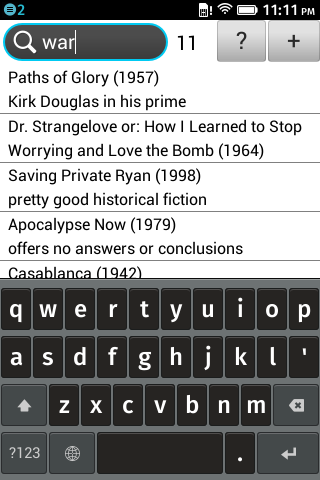 2
11:11 PM
war
11
?
+
Paths of Glory (1957)
Kirk Douglas in his prime
Dr. Strangelove or: How I Learned to Stop
Worrying and Love the Bomb (1964)
Saving Private Ryan (1998)
pretty good historical fiction
Apocalypse Now (1979)
offers no answers or conclusions
Casablanca (1942)
q w e r t y u i o p
a s d f g h j k l '
z x c v b n m
?123 .